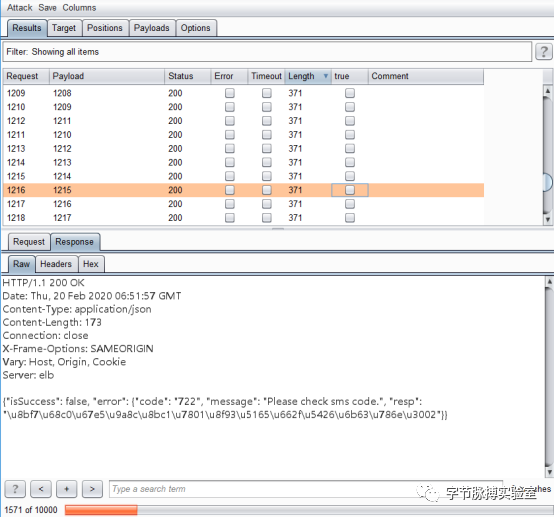 Attack Save Columns
Results Target Positions Payloads Options
Filter: Showing all items ?
Request Payload Status Error Timeout Length true Comment
1209 1208 200 371
1210 1209 200 371
1211 1210 200 371
1212 1211 200 371
1211 1210 200 371
1213 1212 200 371
1214 1213 200 371
1215 1214 200 371
1216 1215 200 371
1217 1216 200 371
1218 1217 200 371
Request Response
Raw Headers Hex
HTTP/1.1 200 OK
Date: Thu, 20 Feb 2020 06:51:57 GMT
Content-Type: application/json
Content-Length: 173
Connection: close
X-Frame-Options: SAMEORIGIN
Vary: Host, Origin, Cookie
Server: elb
{"isSuccess": false, "error": {"code": "722", "message": "Please check sms code.", "resp":
"\u8bf7\u68c0\u67e5\u9a8c\u8bc1\u7801\u8f93\u5165\u662f\u5426\u6b63\u786e\u3002"}}
? < + > Type a search term
字节脉搏实验室
1571 of 10000